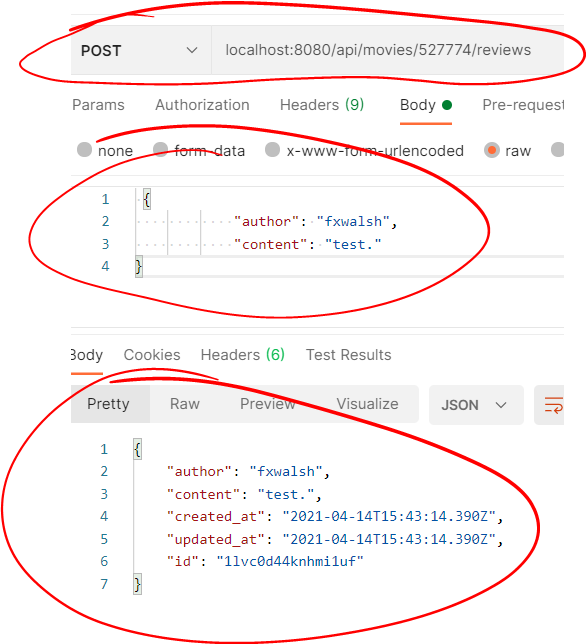 POST localhost:8080/api/movies/527774/reviews
Params Authorization Headers (9) Body Pre-request
none form-data x-www-form-urlencoded raw
1 {
2 "author": "fxwalsh",
3 "content": "test."
4 }
Body Cookies Headers (6) Test Results
Pretty Raw Preview Visualize JSON
1 {
2 "author": "fxwalsh",
3 "content": "test.",
4 "created_at": "2021-04-14T15:43:14.390Z",
5 "updated_at": "2021-04-14T15:43:14.390Z",
6 "id": "1lvc0d44knhmi1uf"
7 }